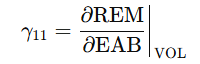 γ₁₁ = ∂REM/∂EAB |VOL